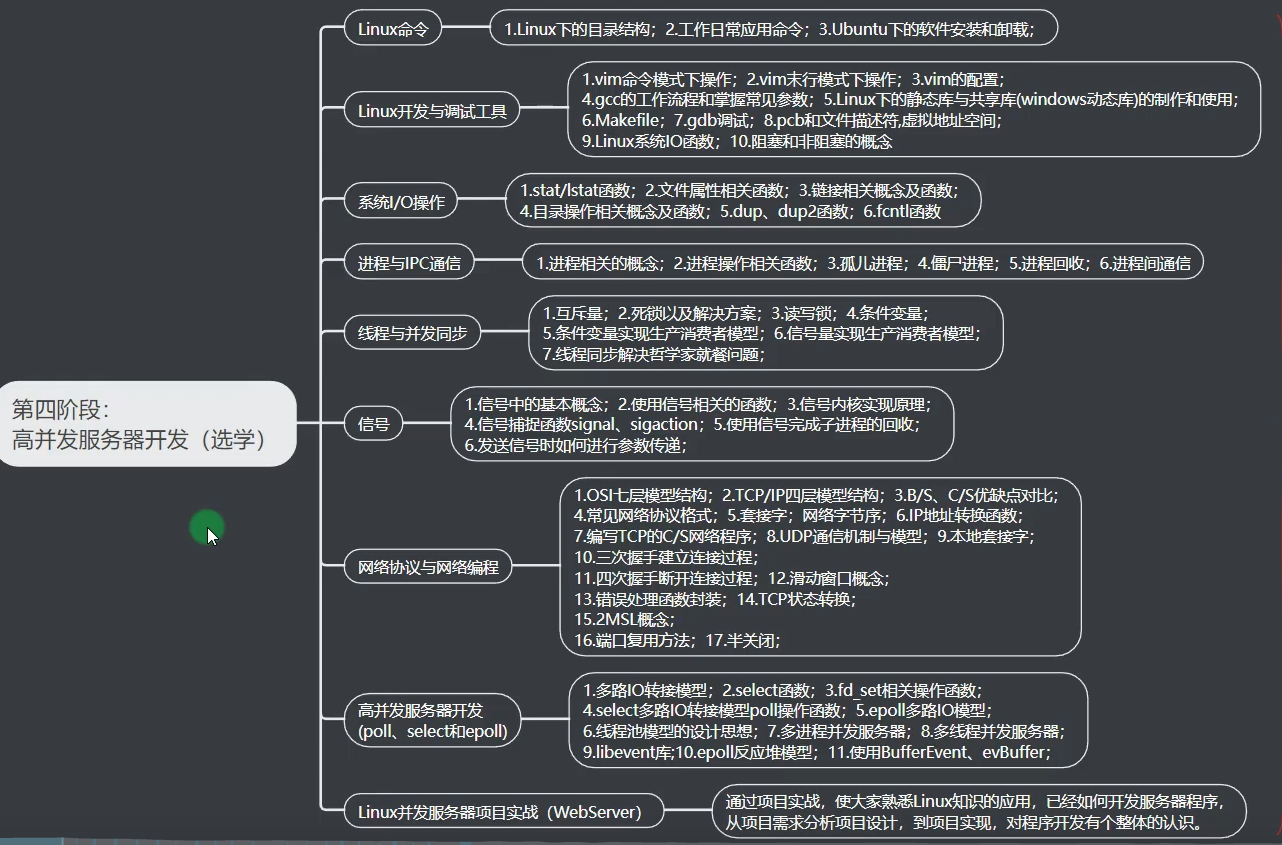 Linux命令
1.Linux下的目录结构；2.工作日常应用命令；3.Ubuntu下的软件安装和卸载；
Linux开发与调试工具
1.vim命令模式下操作；2.vim末行模式下操作；3.vim的配置；
4.gcc的工作流程和掌握常见参数；5.Linux下的静态库与共享库(windows动态库)的制作和使用；
6.Makefile；7.gdb调试；8.pcb和文件描述符,虚拟地址空间；
9.Linux系统IO函数；10.阻塞和非阻塞的概念
系统I/O操作
1.stat/lstat函数；2.文件属性相关函数；3.链接相关概念及函数；
4.目录操作相关概念及函数；5.dup、dup2函数；6.fcntl函数
进程与IPC通信
1.进程相关的概念；2.进程操作相关函数；3.孤儿进程；4.僵尸进程；5.进程回收；6.进程间通信
线程与并发同步
1.互斥量；2.死锁以及解决方案；3.读写锁；4.条件变量；
5.条件变量实现生产消费者模型；6.信号量实现生产消费者模型；
7.线程同步解决哲学家就餐问题；
第四阶段：
高并发服务器开发（选学）
信号
1.信号中的基本概念；2.使用信号相关的函数；3.信号内核实现原理；
4.信号捕捉函数signal、sigaction；5.使用信号完成子进程的回收；
6.发送信号时如何进行参数传递；
网络协议与网络编程
1.OSI七层模型结构；2.TCP/IP四层模型结构；3.B/S、C/S优缺点对比；
4.常见网络协议格式；5.套接字；网络字节序；6.IP地址转换函数；
7.编写TCP的C/S网络程序；8.UDP通信机制与模型；9.本地套接字；
10.三次握手建立连接过程；
11.四次握手断开连接过程；12.滑动窗口概念；
13.错误处理函数封装；14.TCP状态转换；
15.2MSL概念；
16.端口复用方法；17.半关闭；
高并发服务器开发
(poll、select和epoll)
1.多路IO转接模型；2.select函数；3.fd_set相关操作函数；
4.select多路IO转接模型poll操作函数；5.epoll多路IO模型；
6.线程池模型的设计思想；7.多进程并发服务器；8.多线程并发服务器；
9.libevent库;10.epoll反应堆模型；11.使用BufferEvent、evBuffer；
Linux并发服务器项目实战（WebServer）
通过项目实战，使大家熟悉Linux知识的应用，已经如何开发服务器程序，
从项目需求分析项目设计，到项目实现，对程序开发有个整体的认识。